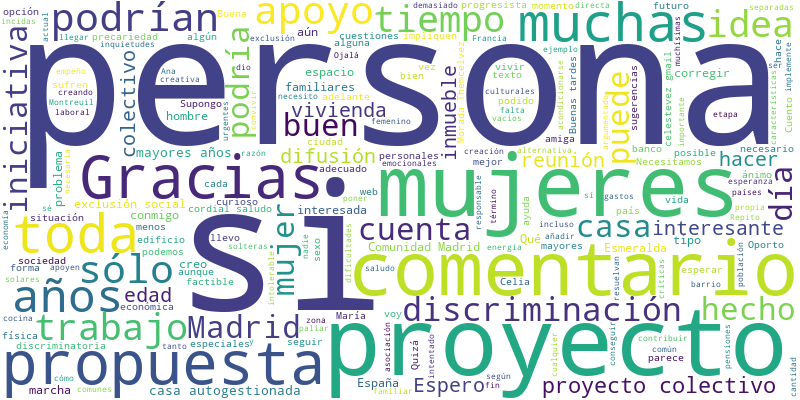 opción
podrían
apoyo
tiempo
muchas
idea
persona
si
mujeres
comentario
proyecto
propuesta
Gracias
toda
sólo
años
trabajo
Madrid
mujer
edad
buen
vivienda
cuenta
difusión
iniciativa
colectivo
podría
puede
reunión
hacer
inmueble
casa
interesante
día
discriminación
hecho
Espero
proyecto colectivo
casa autogestionada
Comunidad Madrid
exclusión social
mayores años
cordial saludo
Buena
incidas
precariedad
algún
llegar
inquietudes
actual
exclusión
aún
cuestiones
alguna
impliquen
demasiado
progresista
momento
directa
Francia
futuro
separadas
ejemplo
vivir
texto
culturales
podido
falta
vacíos
corregir
celestevez gmail
sugerencias
Buenas tardes
amiga
etapa
hace
muchísimas
ser
Cuento
implemente
características
importante
acondicionarse
espacio
familiares
vez
bien
adelante
necesito
femenino
urgentes
dio
convivir
Ojalá
Ana
creativa
empeño
sufren
creando
Montreuil
laboral
Supongo
hombre
problema
necesaria
ciudad
adecuado
banco
necesario
Necesitamos
posible
mejor
creación
alternativa
personales
emocionales
razón
cada
conmigo
curioso
web
poner
responsable
interesada
situación
menos
edificio
podemos
llevo
solteras
nadie
sexo
intolerable
dificultades
creo
aunque
factible
sociedad
forma
apoyen
solares
económica
economía
sé
física
discriminatoria
tanto
especiales
paliar
seguir
zona
María
asociación
voy
cocina
marcha
cómo
comunes
familiar
España
fin
según
intentado
Quizá
común
parece
conseguir
cualquier
contribuir
pensiones
cantidad
barrio
críticas
resuelvan
población
esperar
Celia
saludo
energía
término
incluso
país
gastos
añadir
mayores
ayuda
vida
Qué
tipo
Esmeralda
Oporto
Repito
propia
esperanza
países
ánimo